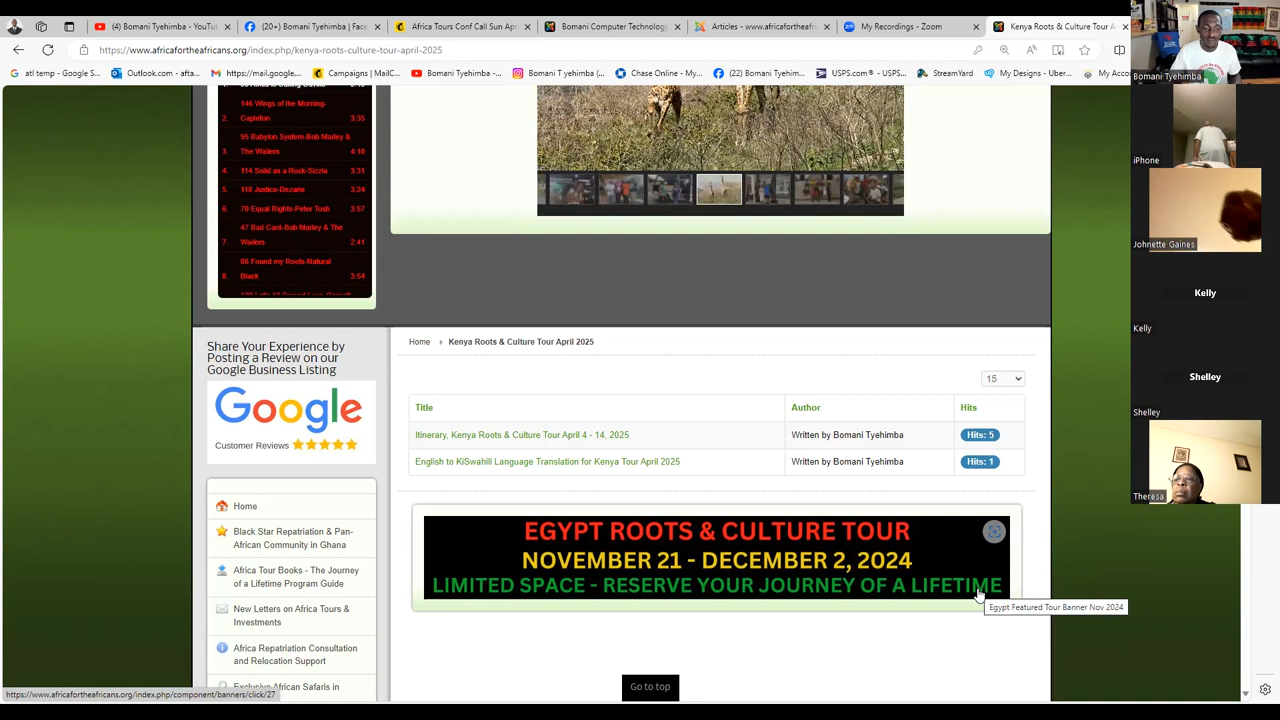 (4) Bomani Tyehimba - YouTu
(20+) Bomani Tyehimba | Face
Africa Tours Conf Call Sun Apr
Bomani Computer Technology
Articles - www.africafortheafric
My Recordings - Zoom
Kenya Roots & Culture Tour A
https://www.africafortheafricans.org/index.php/kenya-roots-culture-tour-april-2025
atl temp - Google S...
Outlook.com - afta...
https://mail.google...
Campaigns | MailC...
Bomani Tyehimba -...
Bomani T yehimba (...
Chase Online - My...
(22) Bomani Tyehim...
USPS.com® - USPS...
StreamYard
My Designs - Uber...
My Accou
146 Wings of the Morning-
2. Capleton 3:35
95 Babylon System-Bob Marley &
3. The Wailers 4:19
4. 114 Solid as a Rock-Sizzla 3:31
5. 118 Justice-Dezarie 3:24
6. 70 Equal Rights-Peter Tosh 3:57
47 Bad Card-Bob Marley & The
7. Wailers 2:41
06 Found my Roots-Natural
8. Black 3:54
Share Your Experience by
Posting a Review on our
Google Business Listing
Google
Customer Reviews
Home
Black Star Repatriation & Pan-
African Community in Ghana
Africa Tour Books - The Journey
of a Lifetime Program Guide
New Letters on Africa Tours &
Investments
Africa Repatriation Consultation
and Relocation Support
Exclusive African Safaris in
https://www.africafortheafricans.org/index.php/component/banners/click/27
Home Kenya Roots & Culture Tour April 2025
15
Title Author Hits
Itinerary, Kenya Roots & Culture Tour April 4 - 14, 2025 Written by Bomani Tyehimba Hits: 5
English to KiSwahill Language Translation for Kenya Tour April 2025 Written by Bomani Tyehimba Hits: 1
EGYPT ROOTS & CULTURE TOUR
NOVEMBER 21 - DECEMBER 2, 2024
LIMITED SPACE - RESERVE YOUR JOURNEY OF A LIFETIME
Egypt Featured Tour Banner Nov 2024
Go to top
Bomani Tyehimba
iPhone
Johnette Gaines
Kelly
Kelly
Shelley
Shelley
Theresa